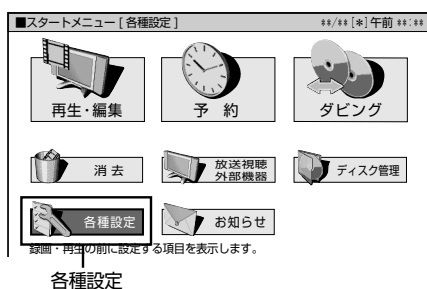 ■スタートメニュー [ 各種設定 ] **/** [*] 午前 **:**
再生・編集 予 約 ダビング
消 去 放送視聴 外部機器 ディスク管理
各種設定 お知らせ
録画・再生の前に設定する項目を表示します。
各種設定